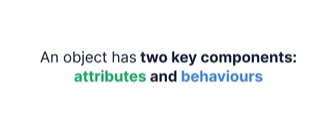 An object has two key components:
attributes and behaviours